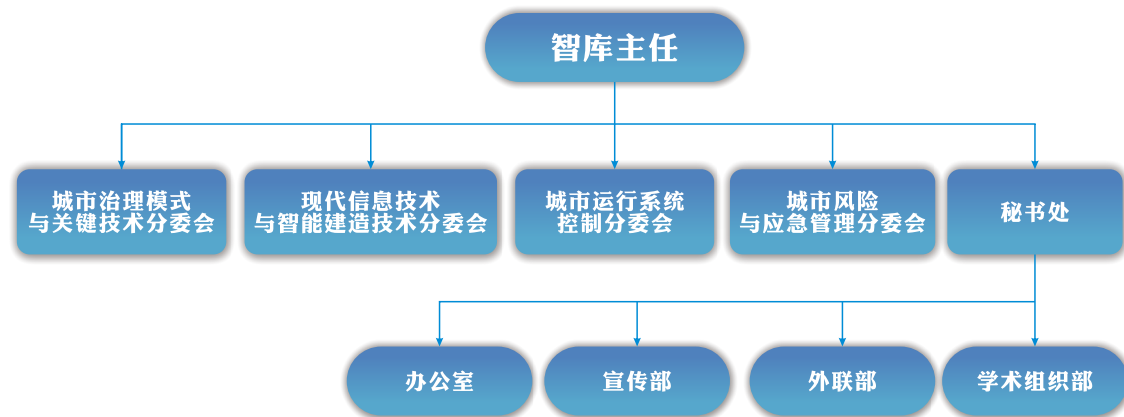 智库主任
城市治理模式
与关键技术分委会
现代信息技术
与智能建造技术分委会
城市运行系统
控制分委会
城市风险
与应急管理分委会
秘书处
办公室
宣传部
外联部
学术组织部